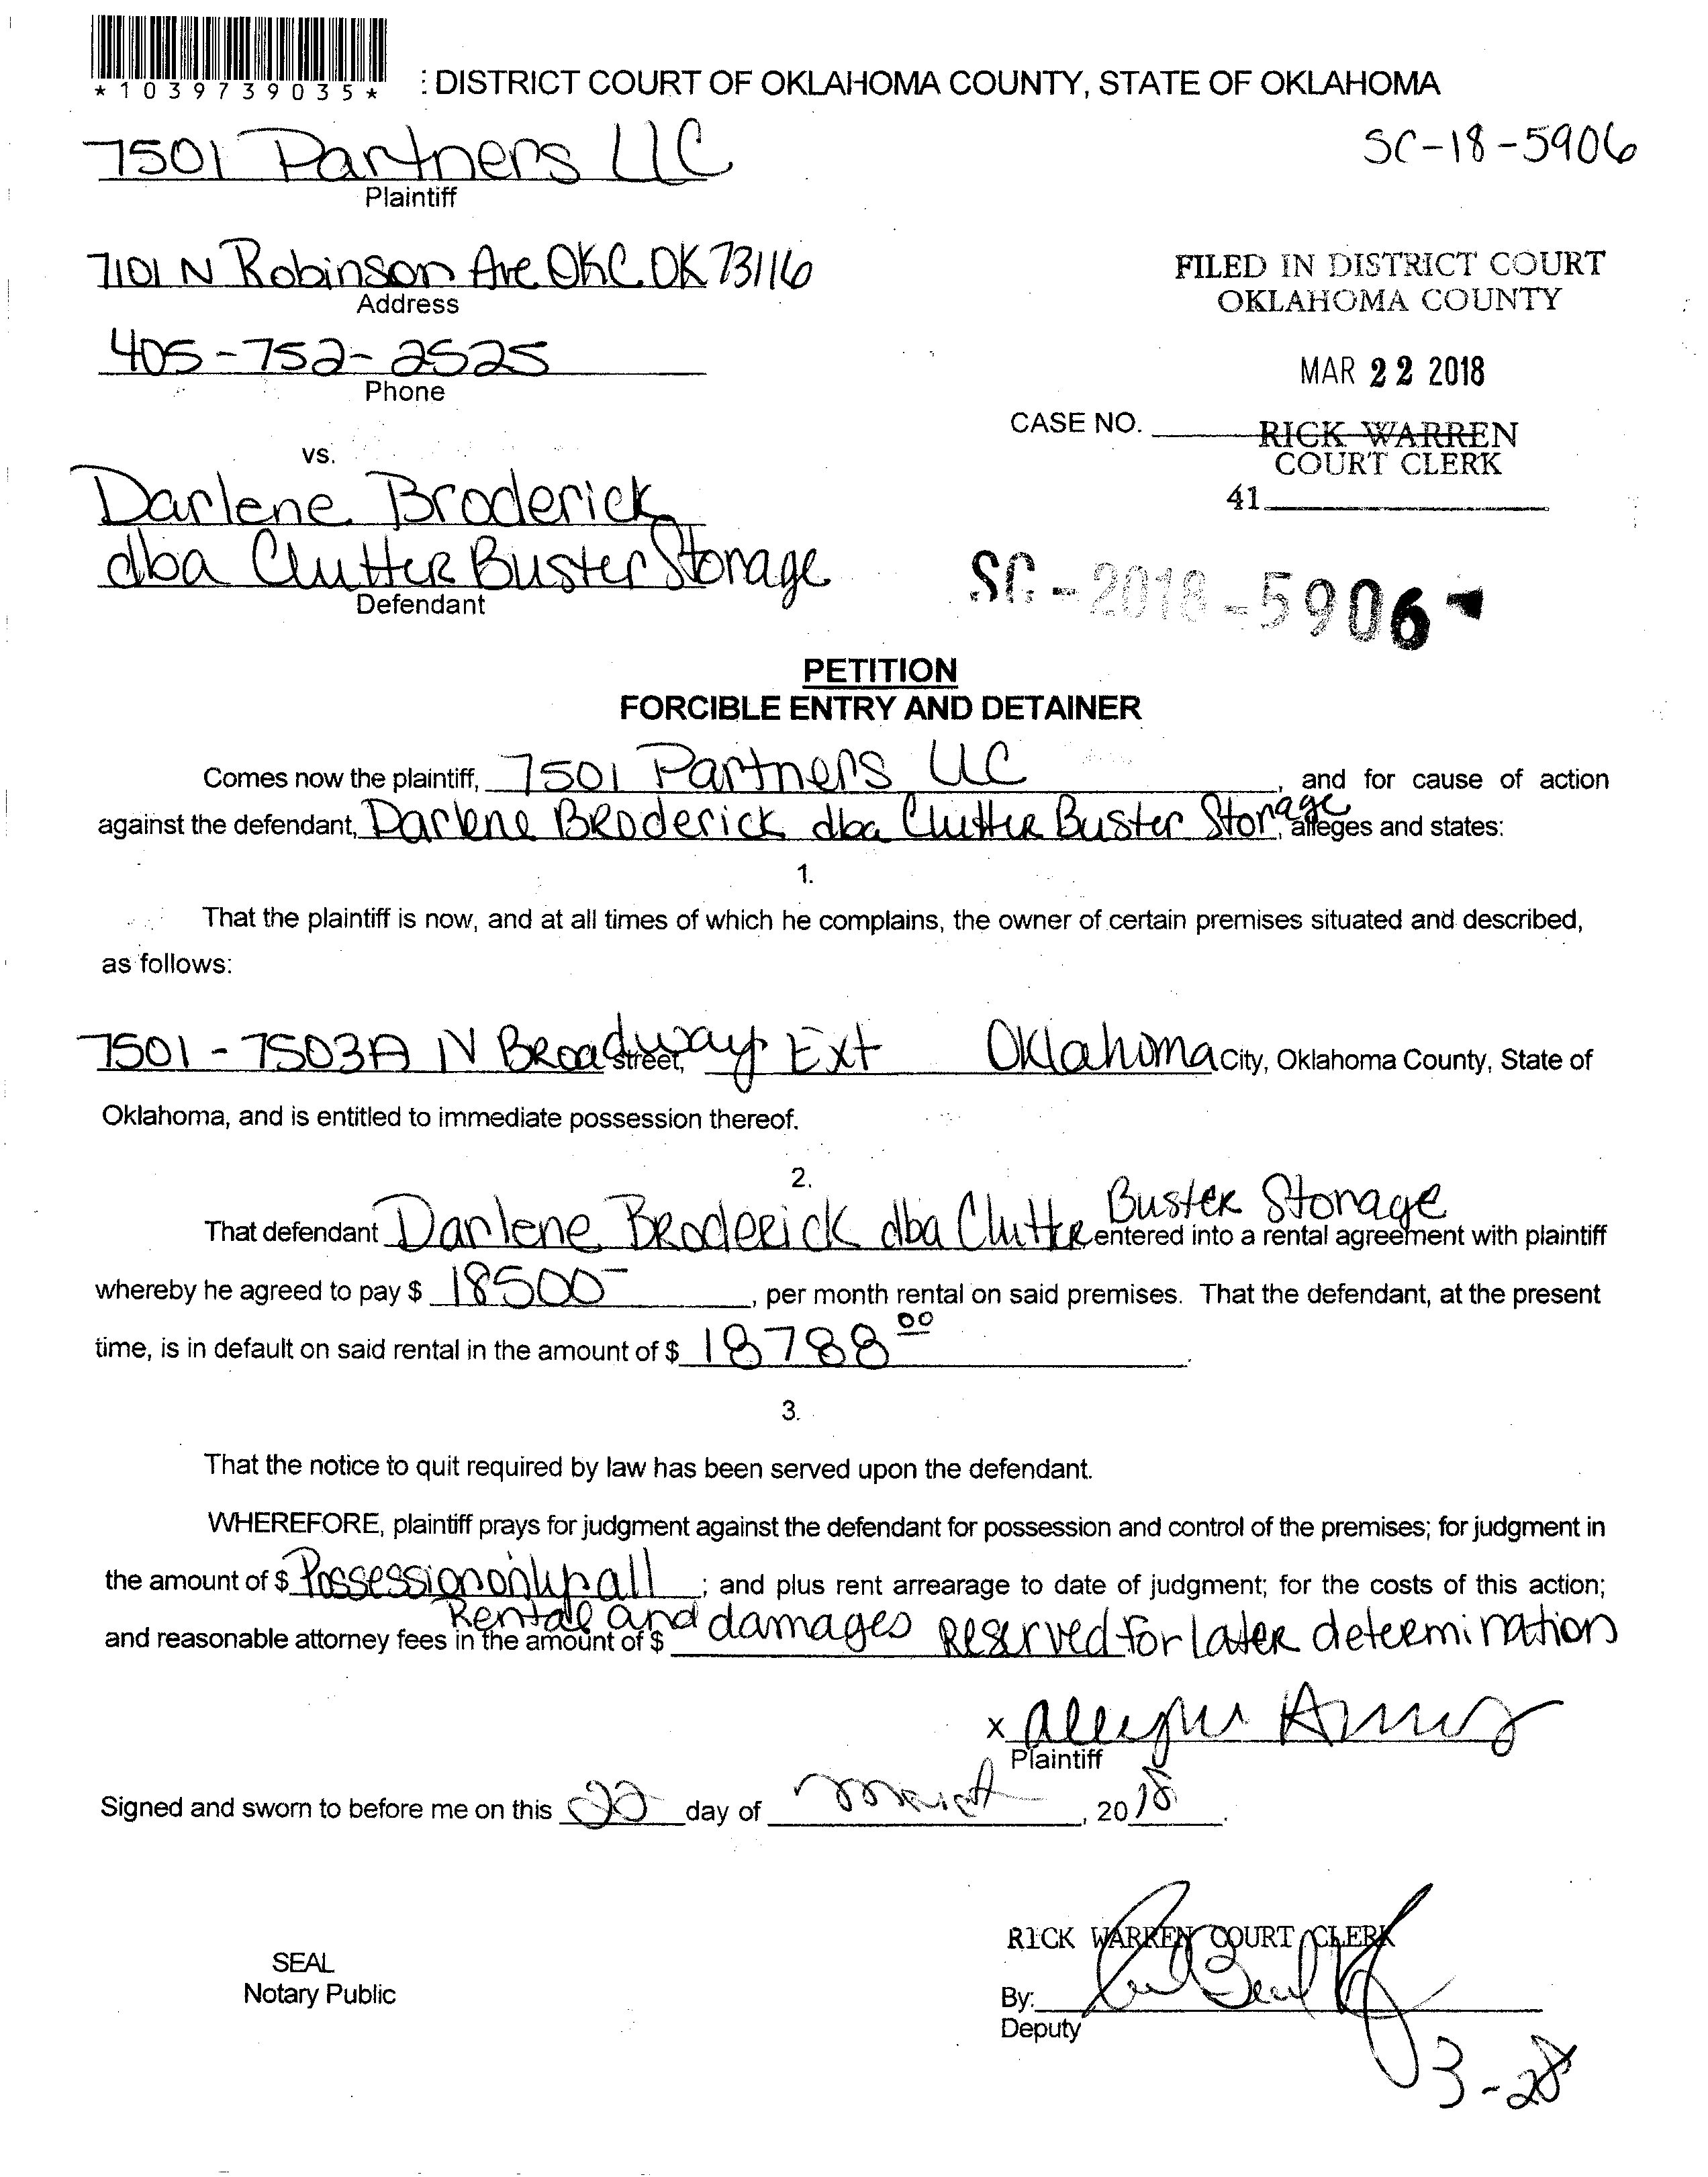 *1039739035*
: DISTRICT COURT OF OKLAHOMA COUNTY, STATE OF OKLAHOMA
7501 Partners LLC
SC-18-5906
Plaintiff
7101 N Robinson Ave OKC OK 73116
Address
FILED IN DISTRICT COURT
OKLAHOMA COUNTY
405-752-2525
Phone
MAR 22 2018
CASE NO.
RICK WARREN
COURT CLERK
41
vs.
Darlene Broderick
dba Clutter Buster Storage
Defendant
SC-2018-5906
PETITION
FORCIBLE ENTRY AND DETAINER
Comes now the plaintiff, 7501 Partners LLC, and for cause of action
against the defendant, Darlene Broderick dba Clutter Buster Storage, alleges and states:
1.
That the plaintiff is now, and at all times of which he complains, the owner of certain premises situated and described,
as follows:
7501-7503A N Broadway Ext street, Oklahoma City, Oklahoma County, State of
Oklahoma, and is entitled to immediate possession thereof.
2.
That defendant Darlene Broderick dba Clutter Buster Storage entered into a rental agreement with plaintiff
whereby he agreed to pay $ 18500-, per month rental on said premises. That the defendant, at the present
time, is in default on said rental in the amount of $ 18788 00.
3.
That the notice to quit required by law has been served upon the defendant.
WHEREFORE, plaintiff prays for judgment against the defendant for possession and control of the premises; for judgment in
the amount of $ Possession only all; and plus rent arrearage to date of judgment; for the costs of this action;
Rental and damages Reserved for later determination
and reasonable attorney fees in the amount of $
x
Plaintiff
Signed and sworn to before me on this 22 day of March, 2018.
RICK WARREN COURT CLERK
SEAL
Notary Public
By:
Deputy
3-28